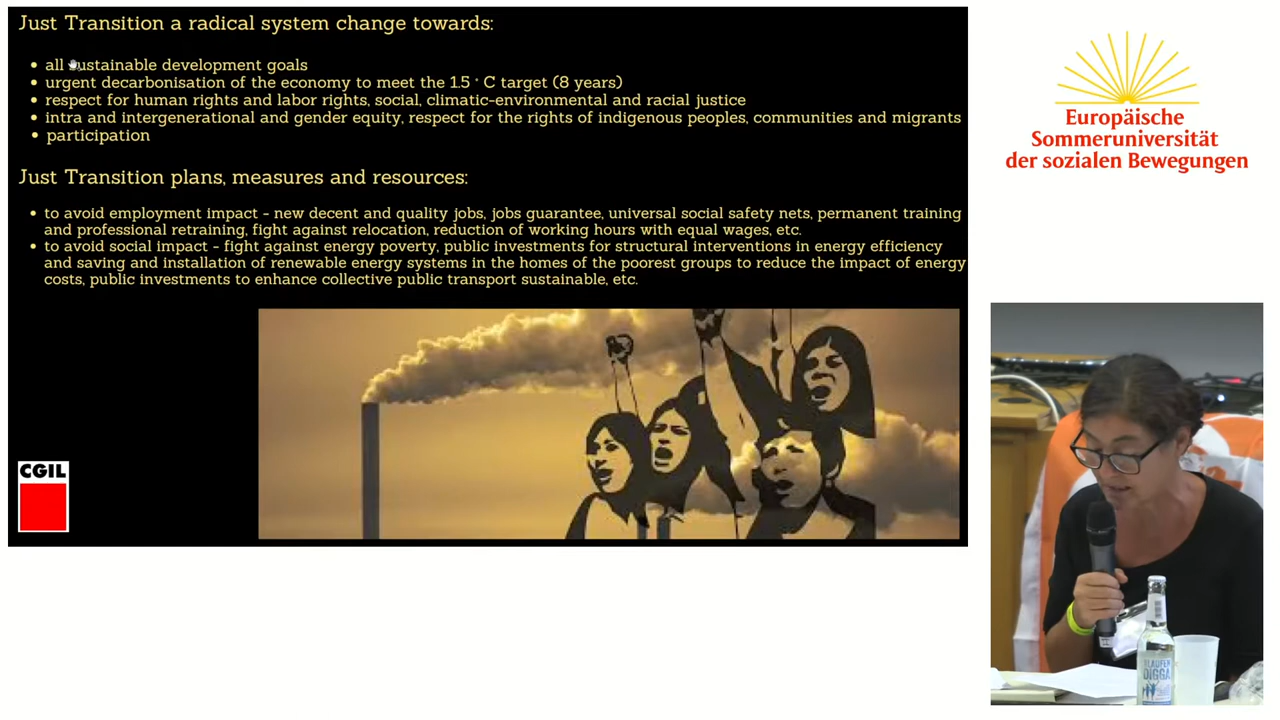 Just Transition a radical system change towards:
• all sustainable development goals
• urgent decarbonisation of the economy to meet the 1.5 ° C target (8 years)
• respect for human rights and labor rights, social, climatic-environmental and racial justice
• intra and intergenerational and gender equity, respect for the rights of indigenous peoples, communities and migrants
• participation
Just Transition plans, measures and resources:
• to avoid employment impact - new decent and quality jobs, jobs guarantee, universal social safety nets, permanent training
and professional retraining, fight against relocation, reduction of working hours with equal wages, etc.
• to avoid social impact - fight against energy poverty, public investments for structural interventions in energy efficiency
and saving and installation of renewable energy systems in the homes of the poorest groups to reduce the impact of energy
costs, public investments to enhance collective public transport sustainable, etc.
CGIL
Europäische
Sommeruniversität
der sozialen Bewegungen
DIGGA